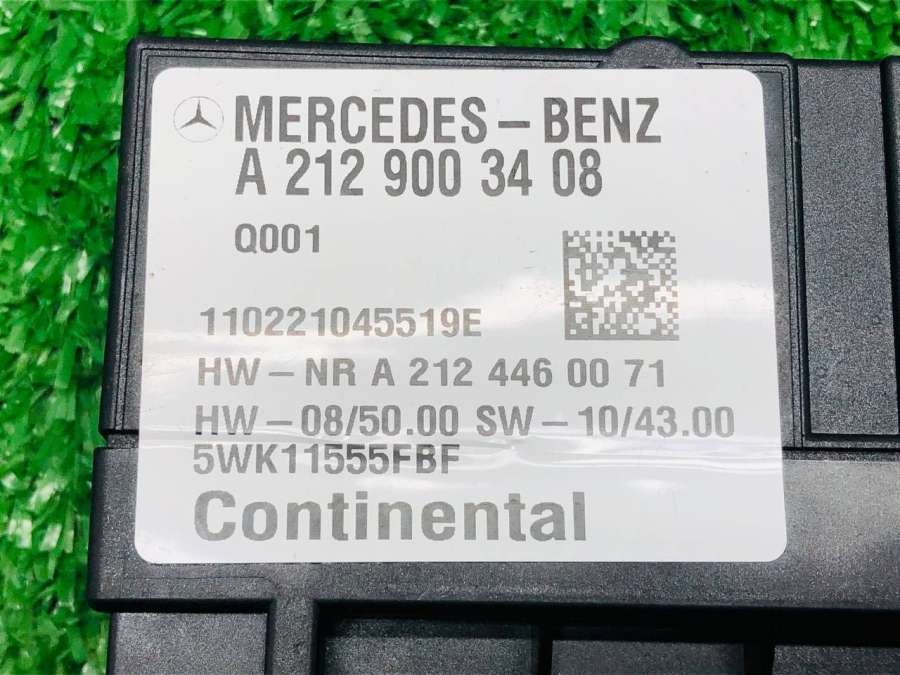 MERCEDES-BENZ
A 212 900 34 08
Q001
110221045519E
HW-NR A 212 446 00 71
HW-08/50.00 SW-10/43.00
5WK11555FBF
Continental